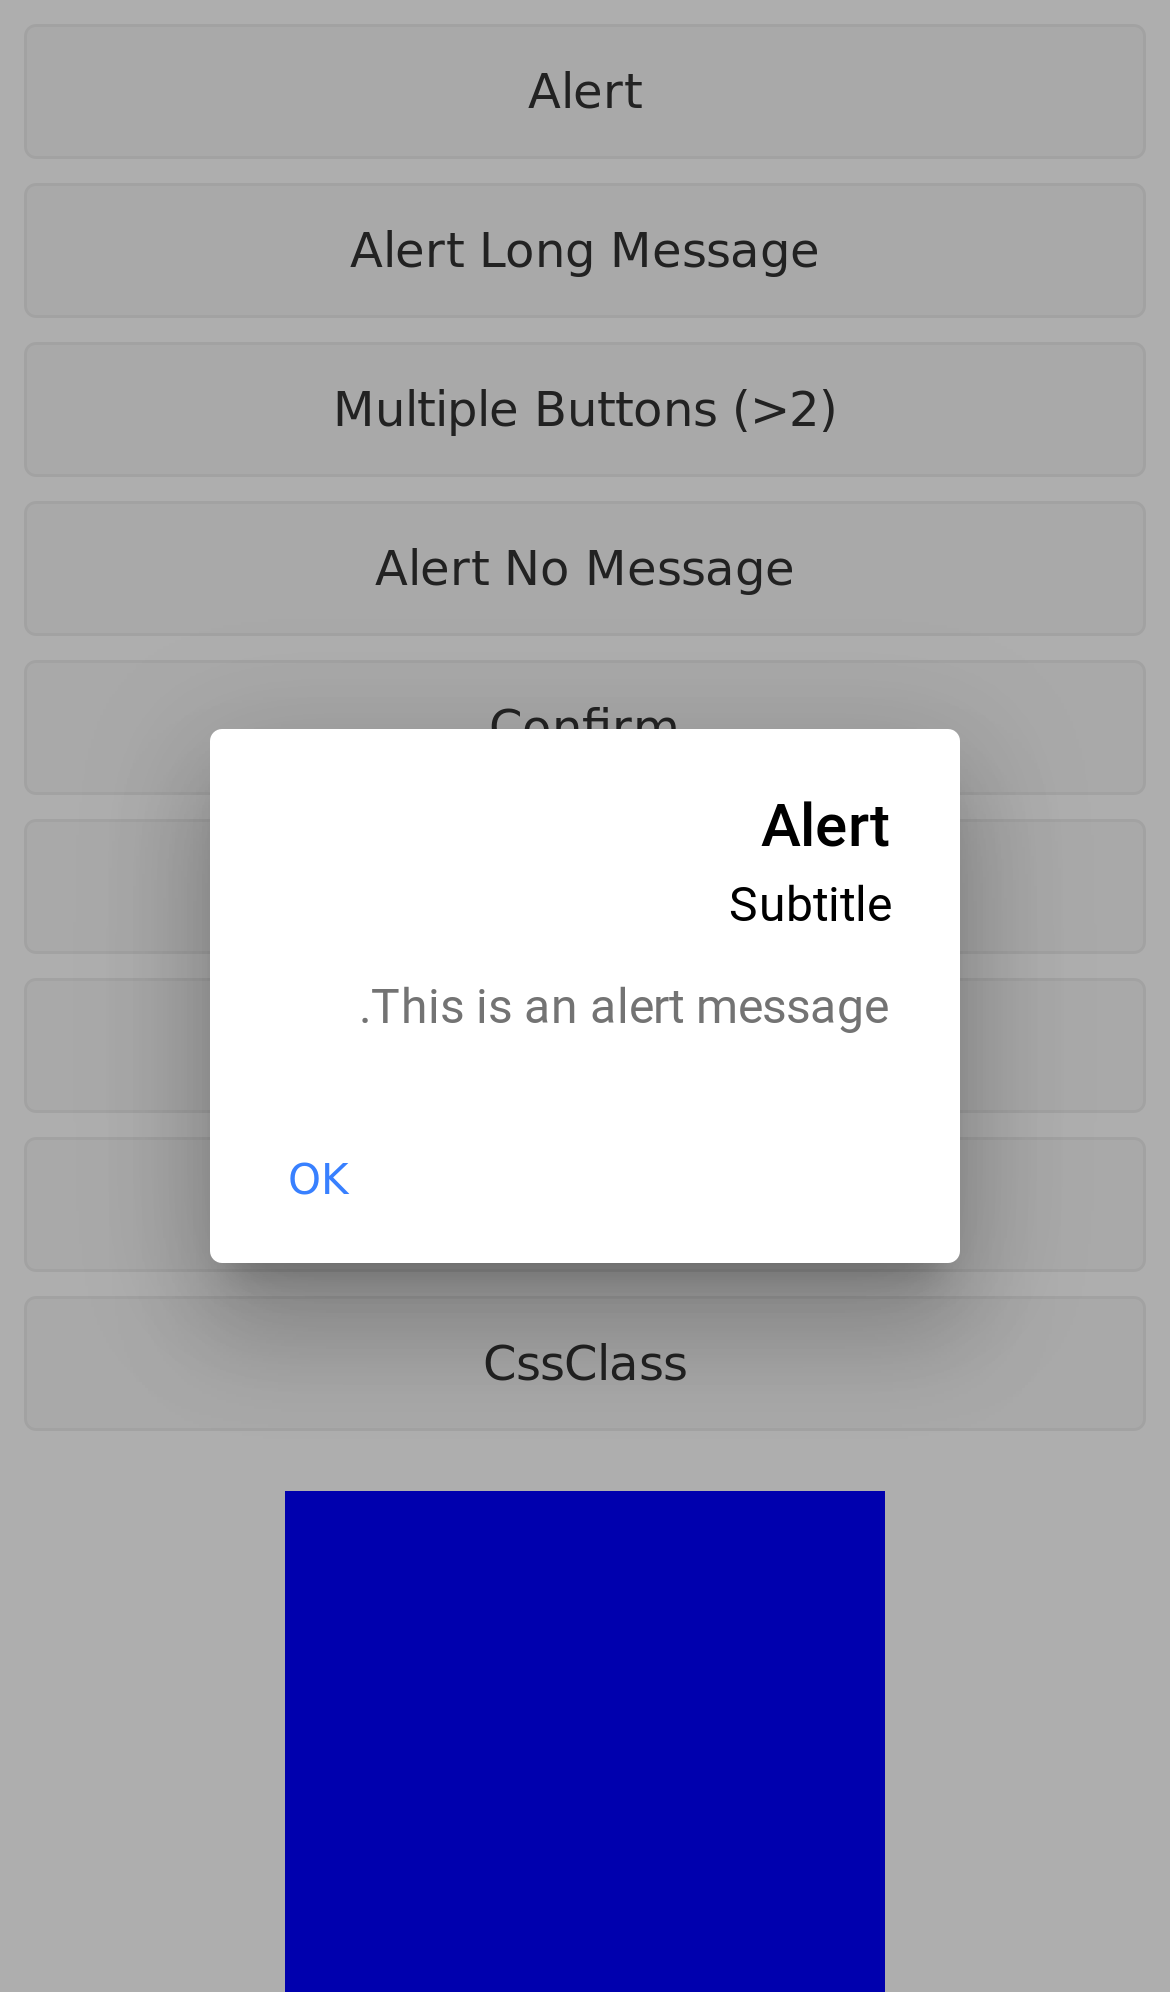 Alert
Alert Long Message
Multiple Buttons (>2)
Alert No Message
Confirm
Alert
Subtitle
.This is an alert message
OK
CssClass